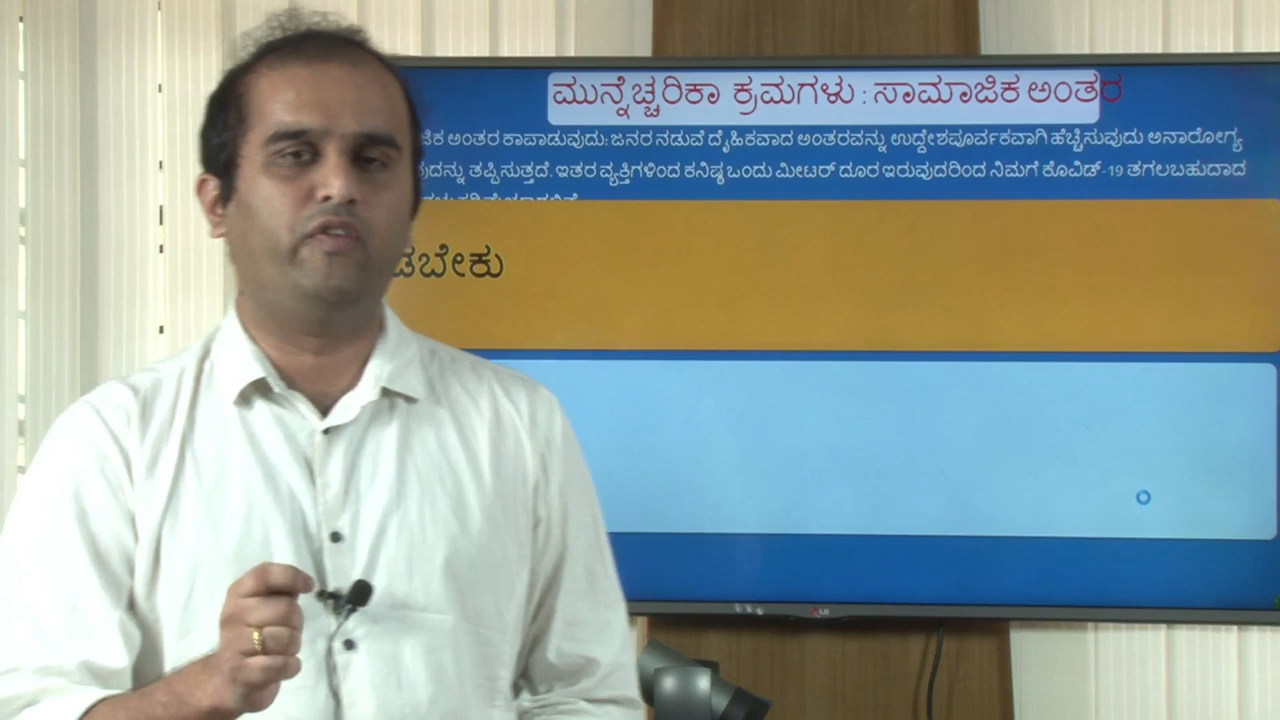 ಮುನ್ನೆಚ್ಚರಿಕಾ ಕ್ರಮಗಳು : ಸಾಮಾಜಿಕ ಅಂತರ
ಅಂತರ ಕಾಪಾಡುವುದು: ಜನರ ನಡುವೆ ದೈಹಿಕವಾದ ಅಂತರವನ್ನು ಉದ್ದೇಶಪೂರ್ವಕವಾಗಿ ಹೆಚ್ಚಿಸುವುದು ಅನಾರೋಗ್ಯ
ತಪ್ಪಿಸುತ್ತದೆ. ಇತರ ವ್ಯಕ್ತಿಗಳಿಂದ ಕನಿಷ್ಠ ಒಂದು ಮೀಟರ್ ದೂರ ಇರುವುದರಿಂದ ನಿಮಗೆ ಕೊವಿಡ್-19 ತಗಲಬಹುದಾದ
LG